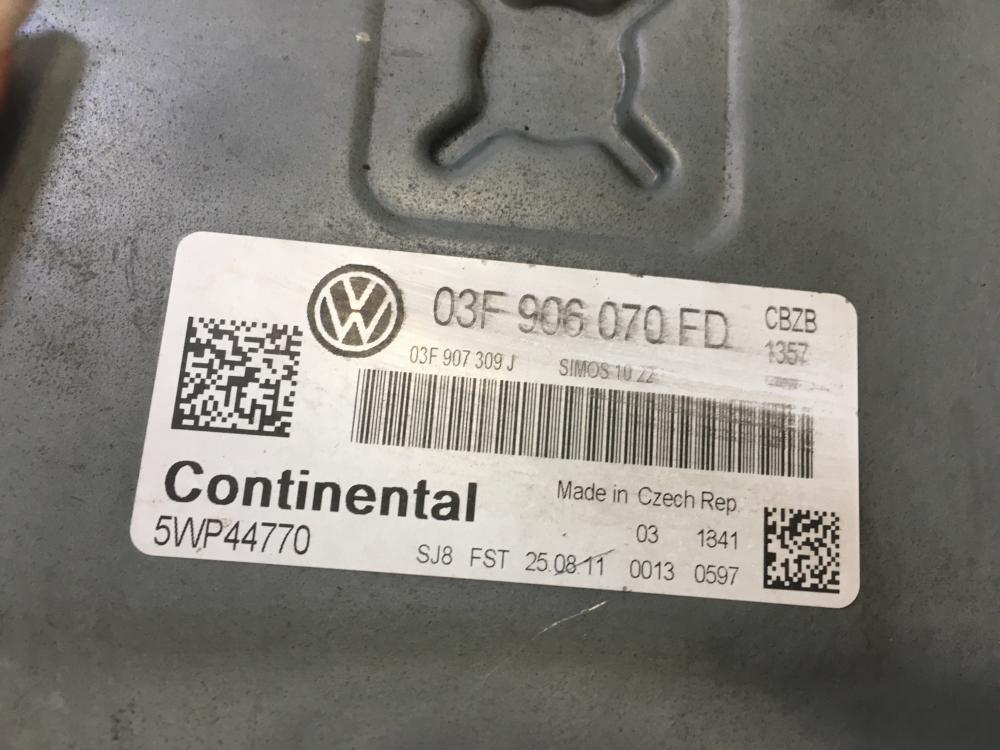 03F 906 070 FD
CBZB
1357
03F 907 309 J
SIMOS 10 22
Continental
Made in Czech Rep.
5WP44770
03 1341
SJ8 FST 25.08.11 0013 0597